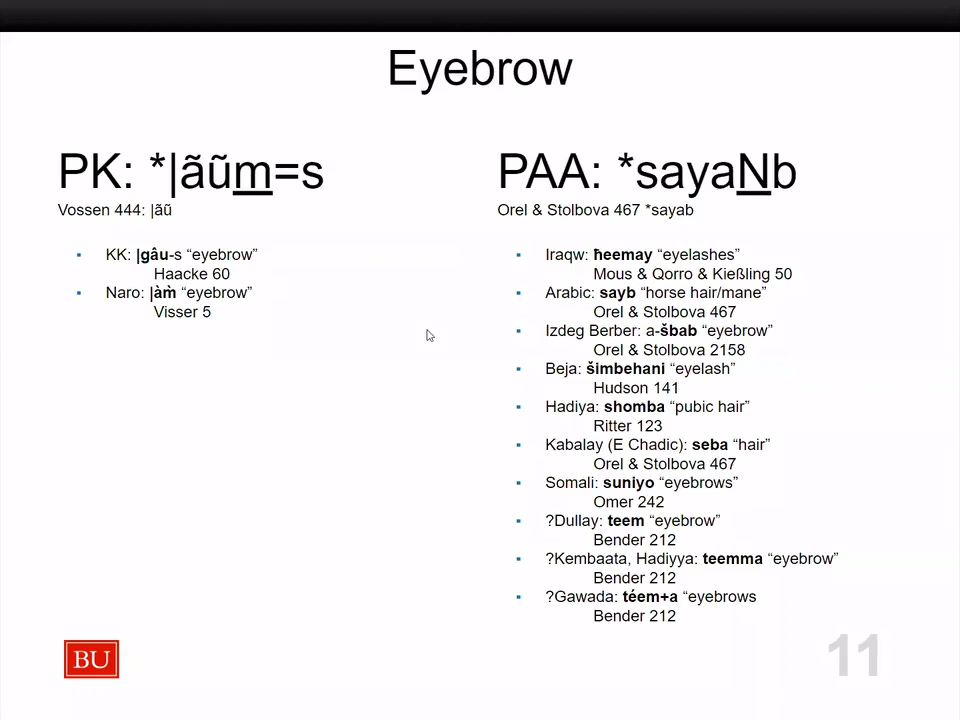 Eyebrow
PK: *|ãũm=s
Vossen 444: |ãũ
▪ KK: |gâu-s “eyebrow”
Haacke 60
▪ Naro: |àm̀ “eyebrow”
Visser 5
PAA: *sayaNb
Orel & Stolbova 467 *sayab
▪ Iraqw: ħeemay “eyelashes”
Mous & Qorro & Kießling 50
▪ Arabic: sayb “horse hair/mane”
Orel & Stolbova 467
▪ Izdeg Berber: a-šbab “eyebrow”
Orel & Stolbova 2158
▪ Beja: šimbehani “eyelash”
Hudson 141
▪ Hadiya: shomba “pubic hair”
Ritter 123
▪ Kabalay (E Chadic): seba “hair”
Orel & Stolbova 467
▪ Somali: suniyo “eyebrows”
Omer 242
▪ ?Dullay: teem “eyebrow”
Bender 212
▪ ?Kembaata, Hadiyya: teemma “eyebrow”
Bender 212
▪ ?Gawada: téem+a “eyebrows
Bender 212
BU
11